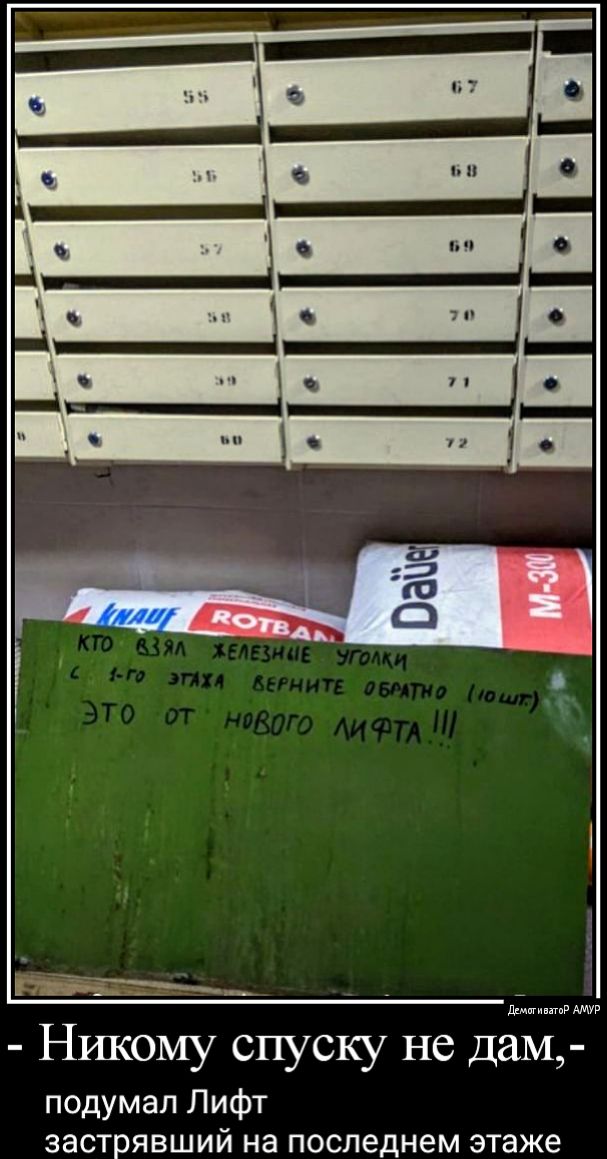 55
67
56
68
57
69
58
70
59
71
60
72
Dauer
M-300
KNAUF
ROTBAN
КТО ВЗЯЛ ЖЕЛЕЗНЫЕ УГОЛКИ
С 1-ГО ЭТАЖА ВЕРНИТЕ ОБРАТНО (10 шт.)
ЭТО ОТ НОВОГО ЛИФТА!!!
ДемотиватоР АМУР
- Никому спуску не дам,-
подумал Лифт
застрявший на последнем этаже